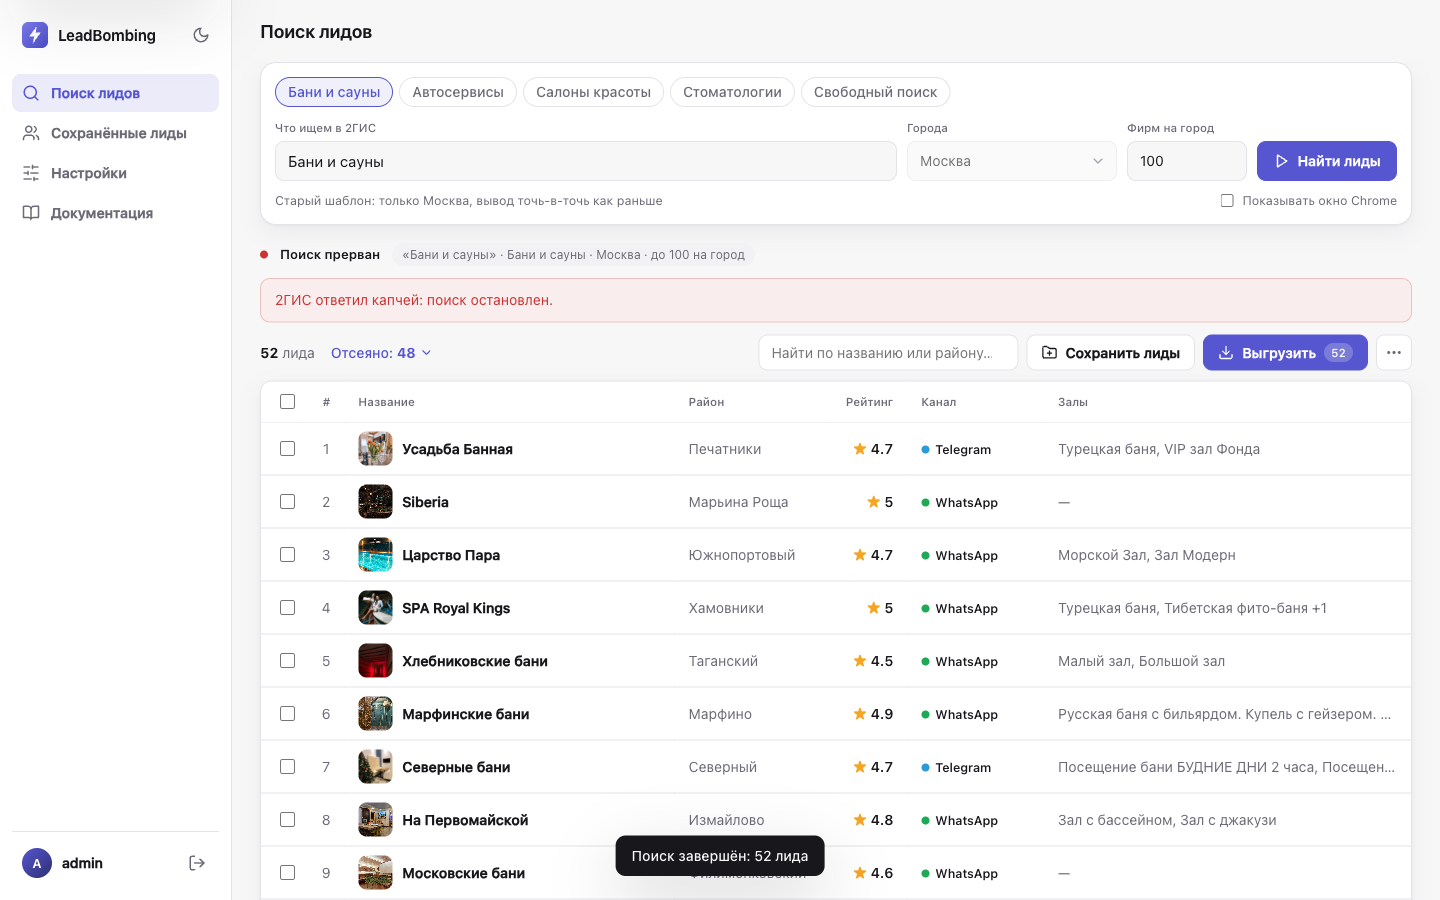 LeadBombing
Поиск лидов
Сохранённые лиды
Настройки
Документация
A admin
Поиск лидов
Бани и сауны Автосервисы Салоны красоты Стоматологии Свободный поиск
Что ищем в 2ГИС Города Фирм на город
Бани и сауны Москва 100 Найти лиды
Старый шаблон: только Москва, вывод точь-в-точь как раньше Показывать окно Chrome
Поиск прерван «Бани и сауны» · Бани и сауны · Москва · до 100 на город
2ГИС ответил капчей: поиск остановлен.
52 лида Отсеяно: 48 Найти по названию или району... Сохранить лиды Выгрузить 52
# Название Район Рейтинг Канал Залы
1 Усадьба Банная Печатники 4.7 Telegram Турецкая баня, VIP зал Фонда
2 Siberia Марьина Роща 5 WhatsApp —
3 Царство Пара Южнопортовый 4.7 WhatsApp Морской Зал, Зал Модерн
4 SPA Royal Kings Хамовники 5 WhatsApp Турецкая баня, Тибетская фито-баня +1
5 Хлебниковские бани Таганский 4.5 WhatsApp Малый зал, Большой зал
6 Марфинские бани Марфино 4.9 WhatsApp Русская баня с бильярдом. Купель с гейзером. ...
7 Северные бани Северный 4.7 Telegram Посещение бани БУДНИЕ ДНИ 2 часа, Посещен...
8 На Первомайской Измайлово 4.8 WhatsApp Зал с бассейном, Зал с джакузи
9 Московские бани 4.6 WhatsApp —
Поиск завершён: 52 лида